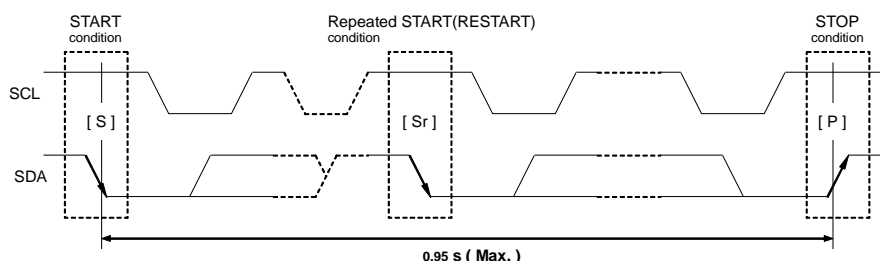 START
condition
Repeated START(RESTART)
condition
STOP
condition
SCL
[ S ]
[ Sr ]
[ P ]
SDA
0.95 s ( Max. )